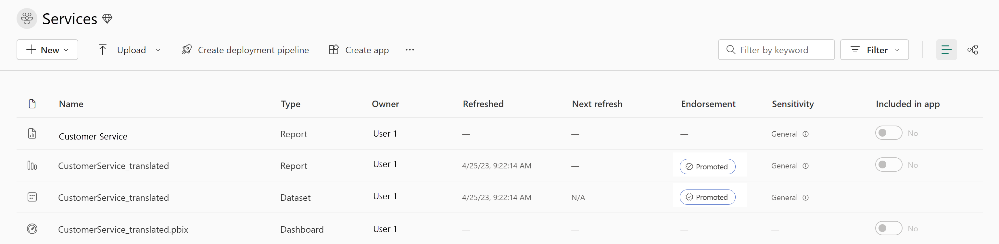 Services
New Upload Create deployment pipeline Create app ... Filter by keyword Filter
Name Type Owner Refreshed Next refresh Endorsement Sensitivity Included in app
Customer Service Report User 1 — — — General No
CustomerService_translated Report User 1 4/25/23, 9:22:14 AM — Promoted General No
CustomerService_translated Dataset User 1 4/25/23, 9:22:14 AM N/A Promoted General
CustomerService_translated.pbix Dashboard User 1 — — — — No